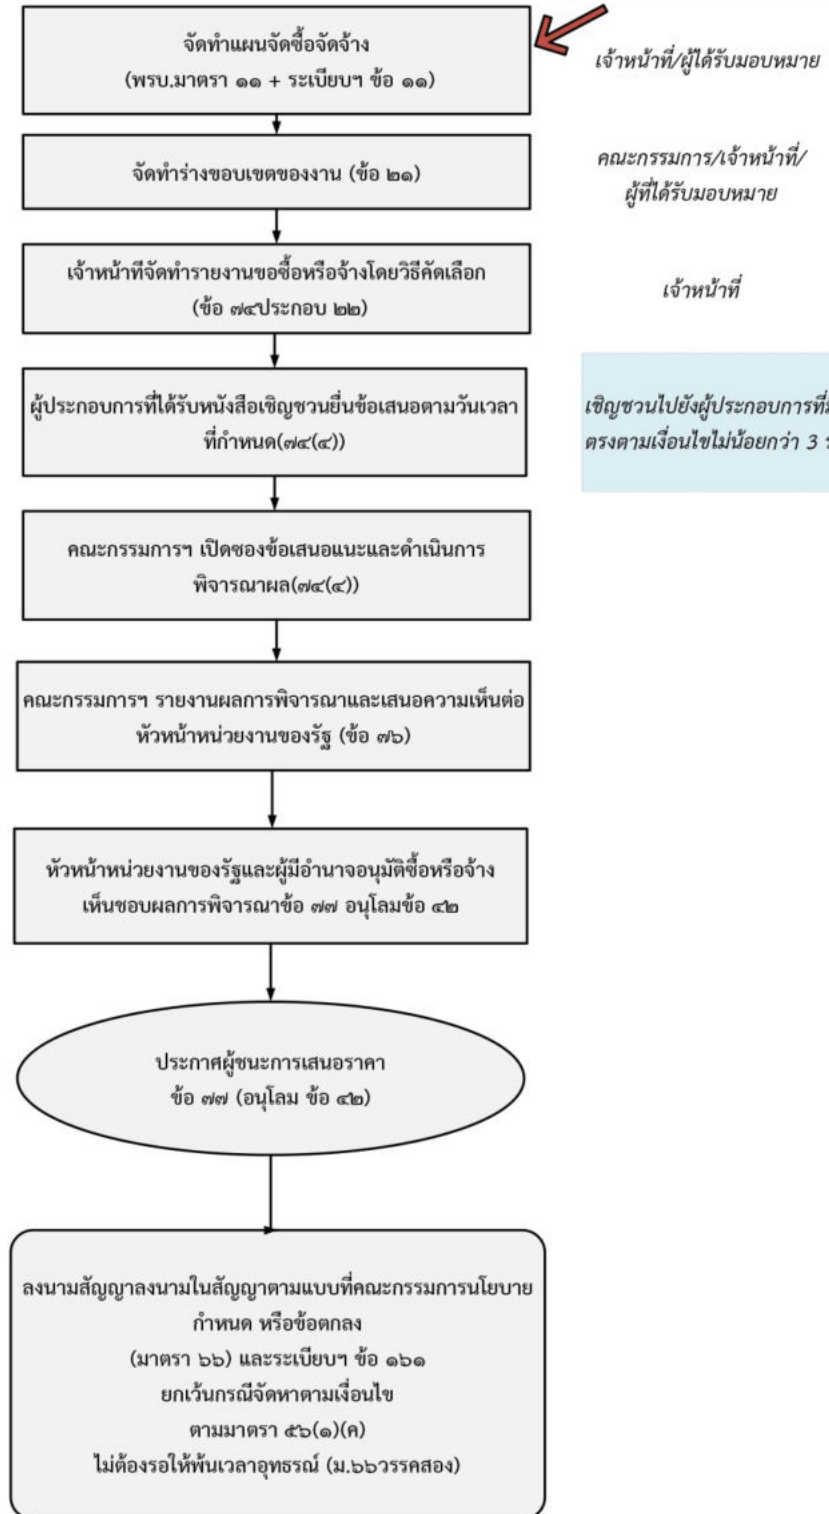 จัดทำแผนจัดซื้อจัดจ้าง
(พรบ.มาตรา ๑๑ + ระเบียบฯ ข้อ ๑๑)
เจ้าหน้าที่/ผู้ได้รับมอบหมาย
จัดทำร่างขอบเขตของงาน (ข้อ ๒๑)
คณะกรรมการ/เจ้าหน้าที่/
ผู้ที่ได้รับมอบหมาย
เจ้าหน้าที่จัดทำรายงานขอซื้อหรือจ้างโดยวิธีคัดเลือก
(ข้อ ๗๔ประกอบ ๒๒)
เจ้าหน้าที่
ผู้ประกอบการที่ได้รับหนังสือเชิญชวนยื่นข้อเสนอตามวันเวลา
ที่กำหนด(๗๔(๔))
เชิญชวนไปยังผู้ประกอบการที่
ตรงตามเงื่อนไขไม่น้อยกว่า 3
คณะกรรมการฯ เปิดซองข้อเสนอแนะและดำเนินการ
พิจารณาผล(๗๔(๔))
คณะกรรมการฯ รายงานผลการพิจารณาและเสนอความเห็นต่อ
หัวหน้าหน่วยงานของรัฐ (ข้อ ๗๖)
หัวหน้าหน่วยงานของรัฐและผู้มีอำนาจอนุมัติซื้อหรือจ้าง
เห็นชอบผลการพิจารณาข้อ ๗๗ อนุโลมข้อ ๔๒
ประกาศผู้ชนะการเสนอราคา
ข้อ ๗๗ (อนุโลม ข้อ ๔๒)
ลงนามสัญญาลงนามในสัญญาตามแบบที่คณะกรรมการนโยบาย
กำหนด หรือข้อตกลง
(มาตรา ๖๖) และระเบียบฯ ข้อ ๑๖๑
ยกเว้นกรณีจัดหาตามเงื่อนไข
ตามมาตรา ๕๖(๑)(ค)
ไม่ต้องรอให้พ้นเวลาอุทธรณ์ (ม.๖๖วรรคสอง)